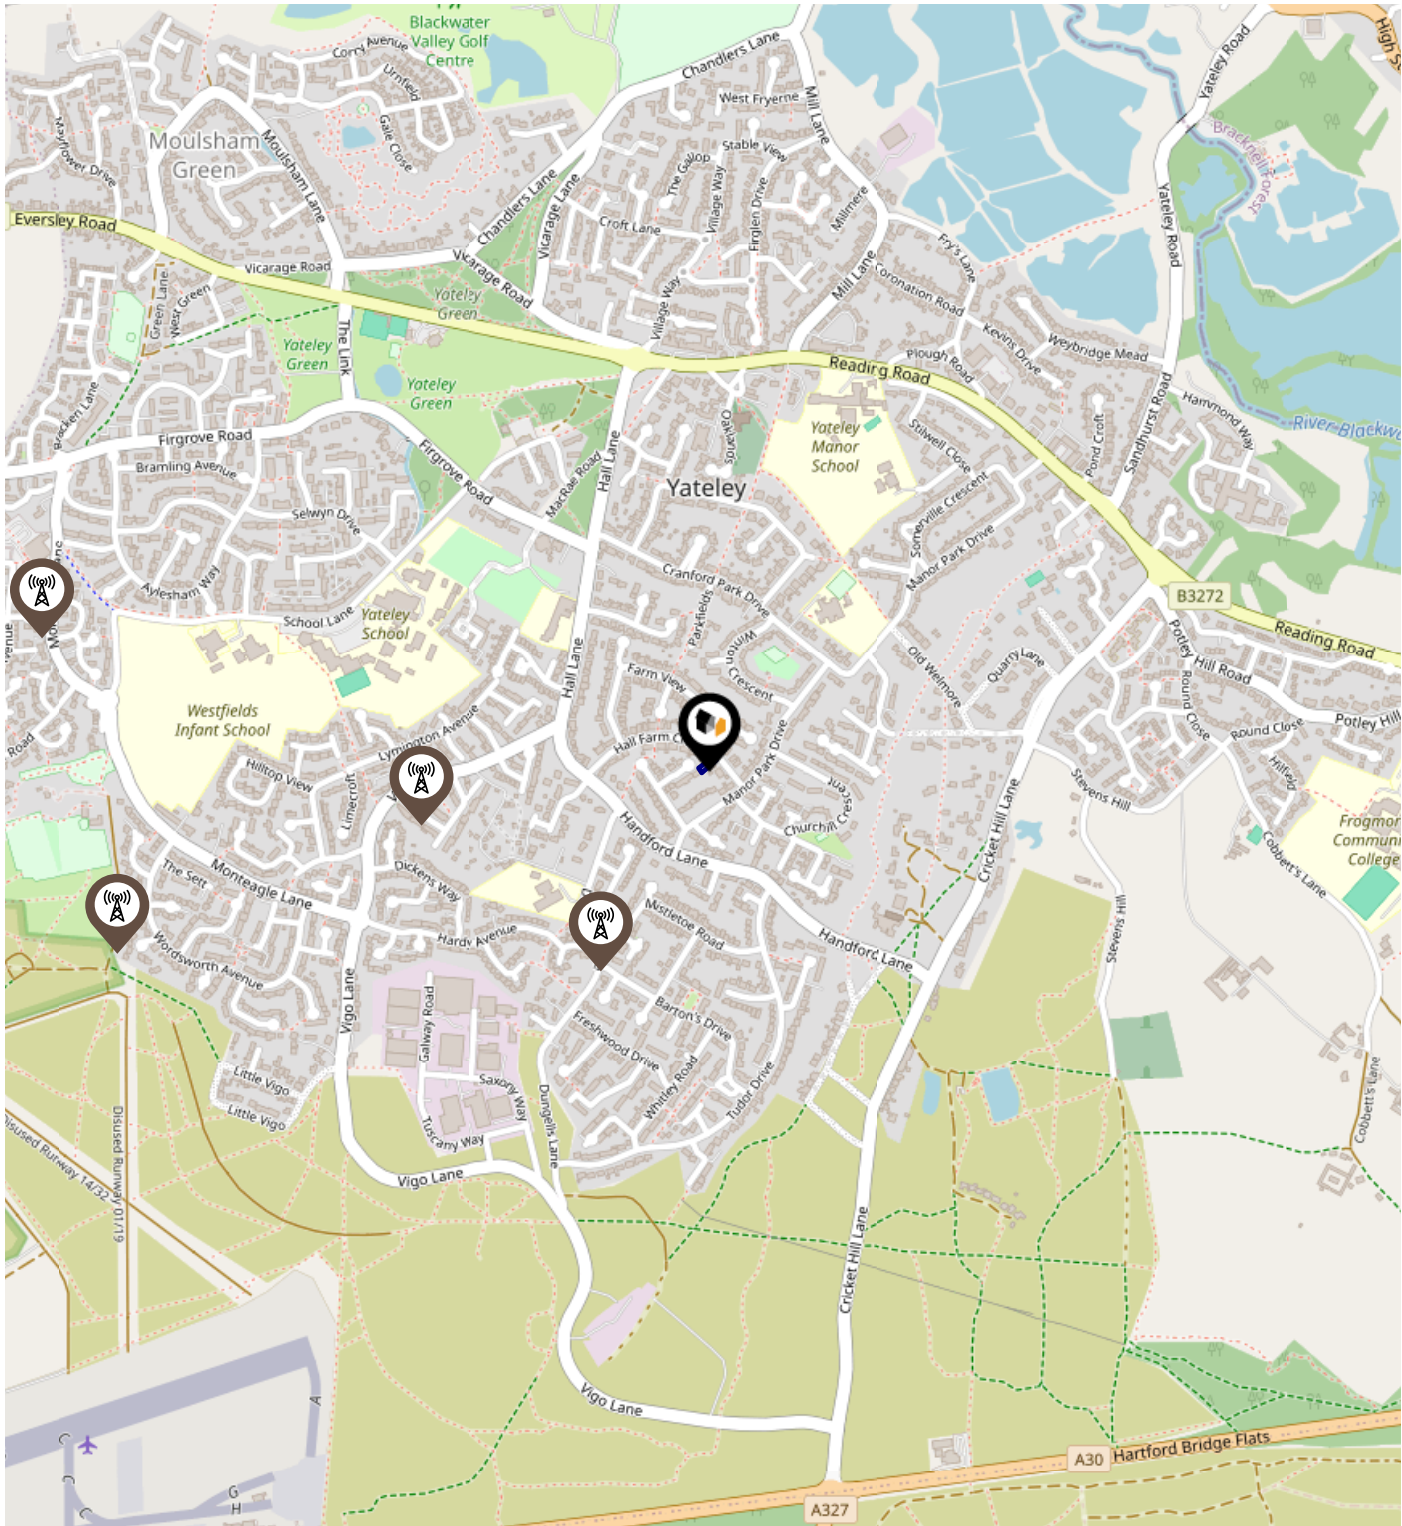 Blackwater
Valley Golf
Centre
Corry Avenue
Urnfield
Gale Close
Chandlers Lane
West Fryerne
Mill Lane
Yateley Road
High S
Moulsham
Green
Mayflower Drive
Moulsham Lane
Stable View
The Gallop
Village Way
Firglen Drive
Millmere
Bracknell Forest
Eversley Road
Chandlers Lane
Vicarage Lane
Croft Lane
Fry's Lane
Yateley Road
Vicarage Road
Vicarage Road
Mill Lane
Coronation Road
Green Lane
West Green
Yateley
Green
Village Way
Kevins Drive
Weybridge Mead
The Link
Yateley
Green
Yateley
Green
Reading Road
Plough Road
Bracken Lane
Firgrove Road
Firgrove Road
Hall Lane
Oaklands
Yateley
Manor
School
Stilwell Close
Pond Croft
Sandhurst Road
Hammond Way
River Blackw
Bramling Avenue
MacRae Road
Yateley
Somerville Crescent
Selwyn Drive
Manor Park Drive
Aylesham Way
Cranford Park Drive
B3272
School Lane
Yateley
School
Parkfields
Wilton
Crescent
Reading Road
Potley Hill Road
Old Welmore
Quarry Lane
Hall Lane
Farm View
Round Close
Westfields
Infant School
Road
Lymington Avenue
Hall Farm C
Manor Park Drive
Round Close
Potley Hill
Hilltop View
Limecroft
Stevens Hill
Hilfield
Churchill Crescent
Cricket Hill Lane
Handford Lane
Frogmor
Commun
College
Cobbett's Lane
The Sett
Monteagle Lane
Dickens Way
Mistletoe Road
Hardy Avenue
Handford Lane
Stevens Hill
Wordsworth Avenue
Vigo Lane
Galway Road
Barton's Drive
Freshwood Drive
Whitley Road
Tudor Drive
Little Vigo
Little Vigo
Saxony Way
Tuscany Way
Dungells Lane
Cobbett's Lane
Disused Runway 01/19
Disused Runway 14/32
Vigo Lane
Cricket Hill Lane
Vigo Lane
A
C
C
C
G
H
A30
Hartford Bridge Flats
A327